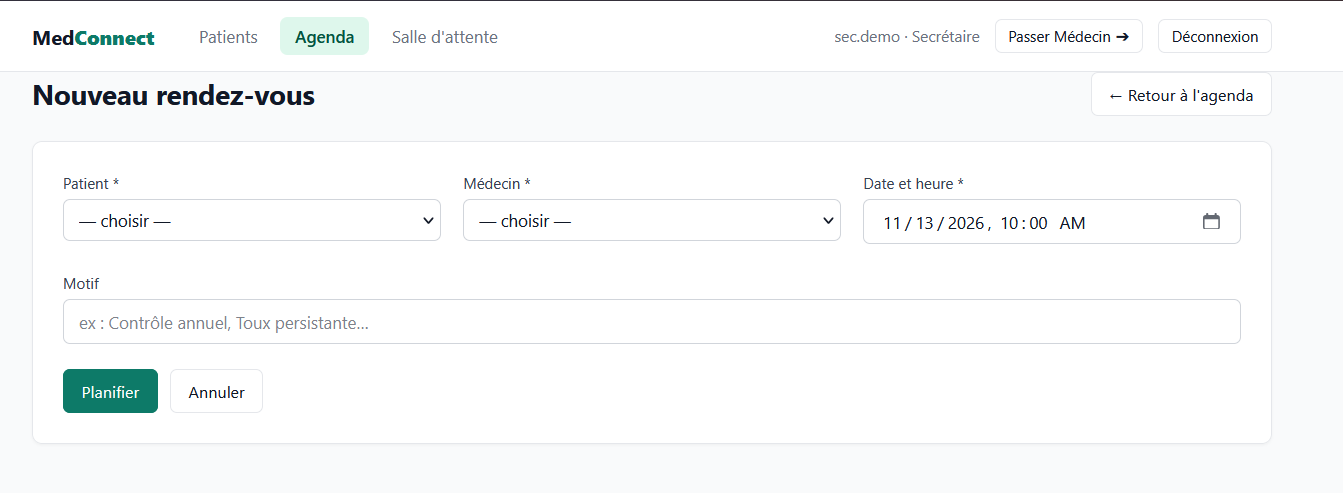 MedConnect Patients Agenda Salle d'attente sec.demo · Secrétaire Passer Médecin ➔ Déconnexion
Nouveau rendez-vous ← Retour à l'agenda
Patient * Médecin * Date et heure *
— choisir — — choisir — 11/13/2026, 10:00 AM
Motif
ex : Contrôle annuel, Toux persistante...
Planifier Annuler